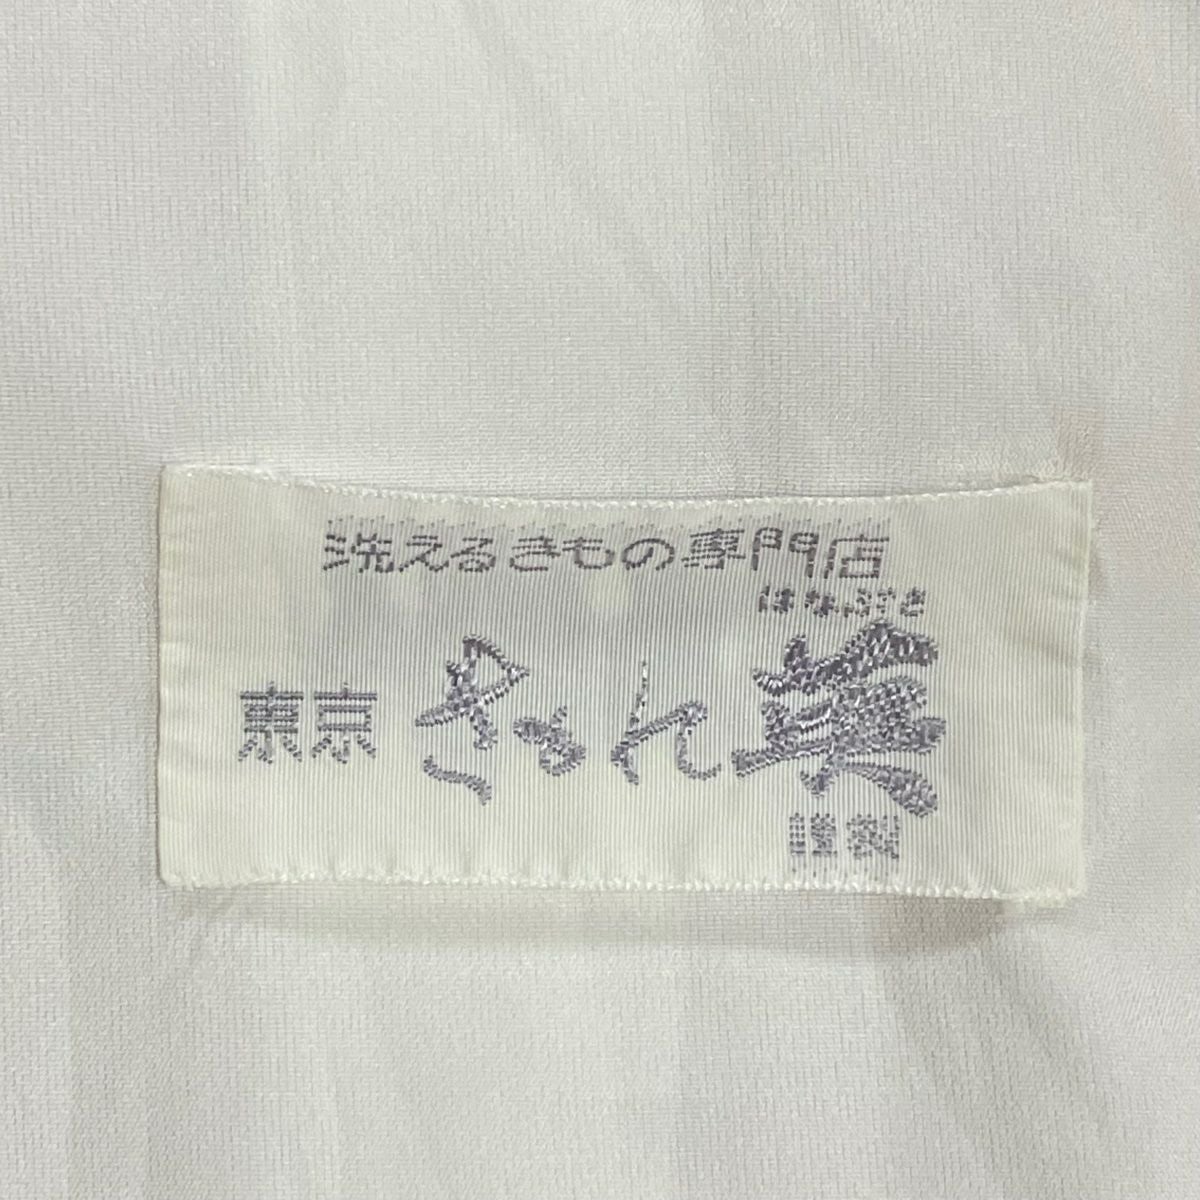 洗えるきもの専門店
はなぶさ
東京 きもの英
謹製